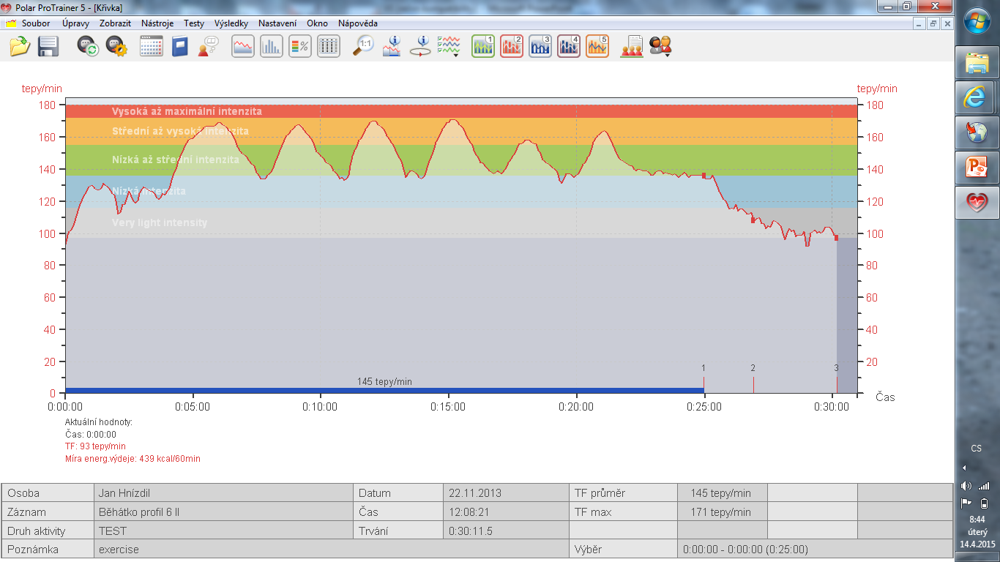 Polar ProTrainer 5 - [Křivka]
Soubor Úpravy Zobrazit Nástroje Testy Výsledky Nastavení Okno Nápověda
1:1 1 2 3 4 5
tepy/min tepy/min
180 Vysoká až maximální intenzita 180
160 Střední až vysoká intenzita 160
140 Nízká až střední intenzita 140
120 Nízká intenzita 120
100 Very light intensity 100
80 80
60 60
40 40
20 1 2 3 20
0 145 tepy/min 0
0:00:00 0:05:00 0:10:00 0:15:00 0:20:00 0:25:00 0:30:00 Čas
Aktuální hodnoty:
Čas: 0:00:00
TF: 93 tepy/min
Míra energ.výdeje: 439 kcal/60min
Osoba Jan Hnízdil Datum 22.11.2013 TF průměr 145 tepy/min
Záznam Běhátko profil 6 II Čas 12:08:21 TF max 171 tepy/min
Druh aktivity TEST Trvání 0:30:11.5
Poznámka exercise Výběr 0:00:00 - 0:00:00 (0:25:00)
CS
8:44
úterý
14.4.2015